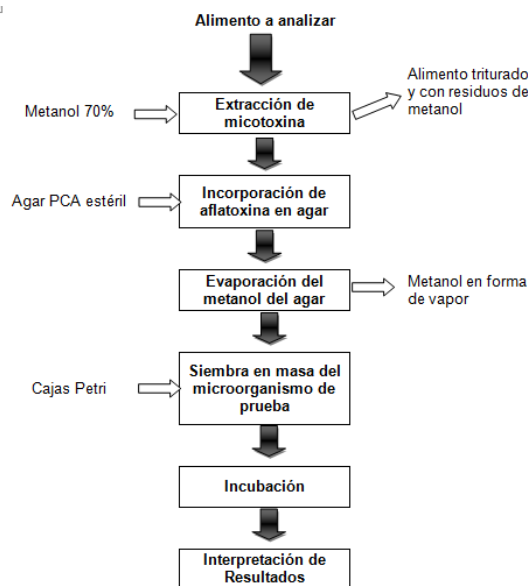 Alimento a analizar
Alimento triturado
y con residuos de
metanol
Metanol 70%
Extracción de
micotoxina
Agar PCA estéril
Incorporación de
aflatoxina en agar
Evaporación del
metanol del agar
Metanol en forma
de vapor
Cajas Petri
Siembra en masa del
microorganismo de
prueba
Incubación
Interpretación de
Resultados